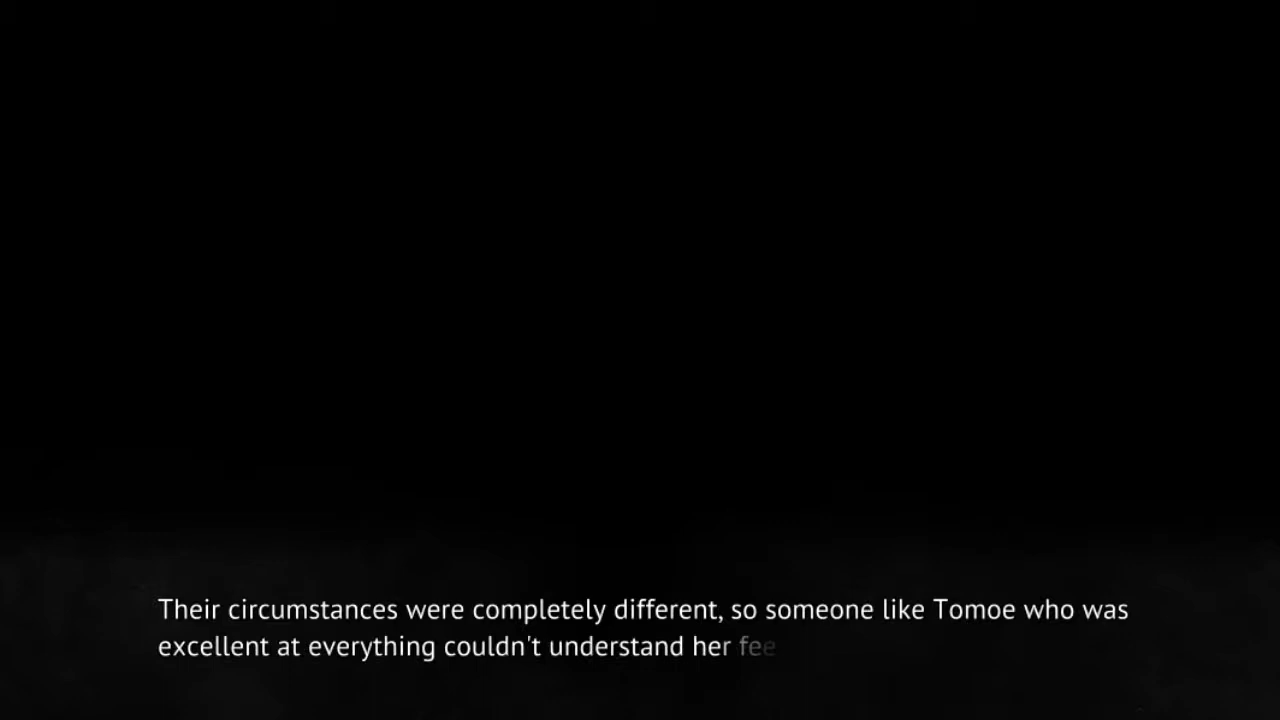 Their circumstances were completely different, so someone like Tomoe who was
excellent at everything couldn't understand her fee